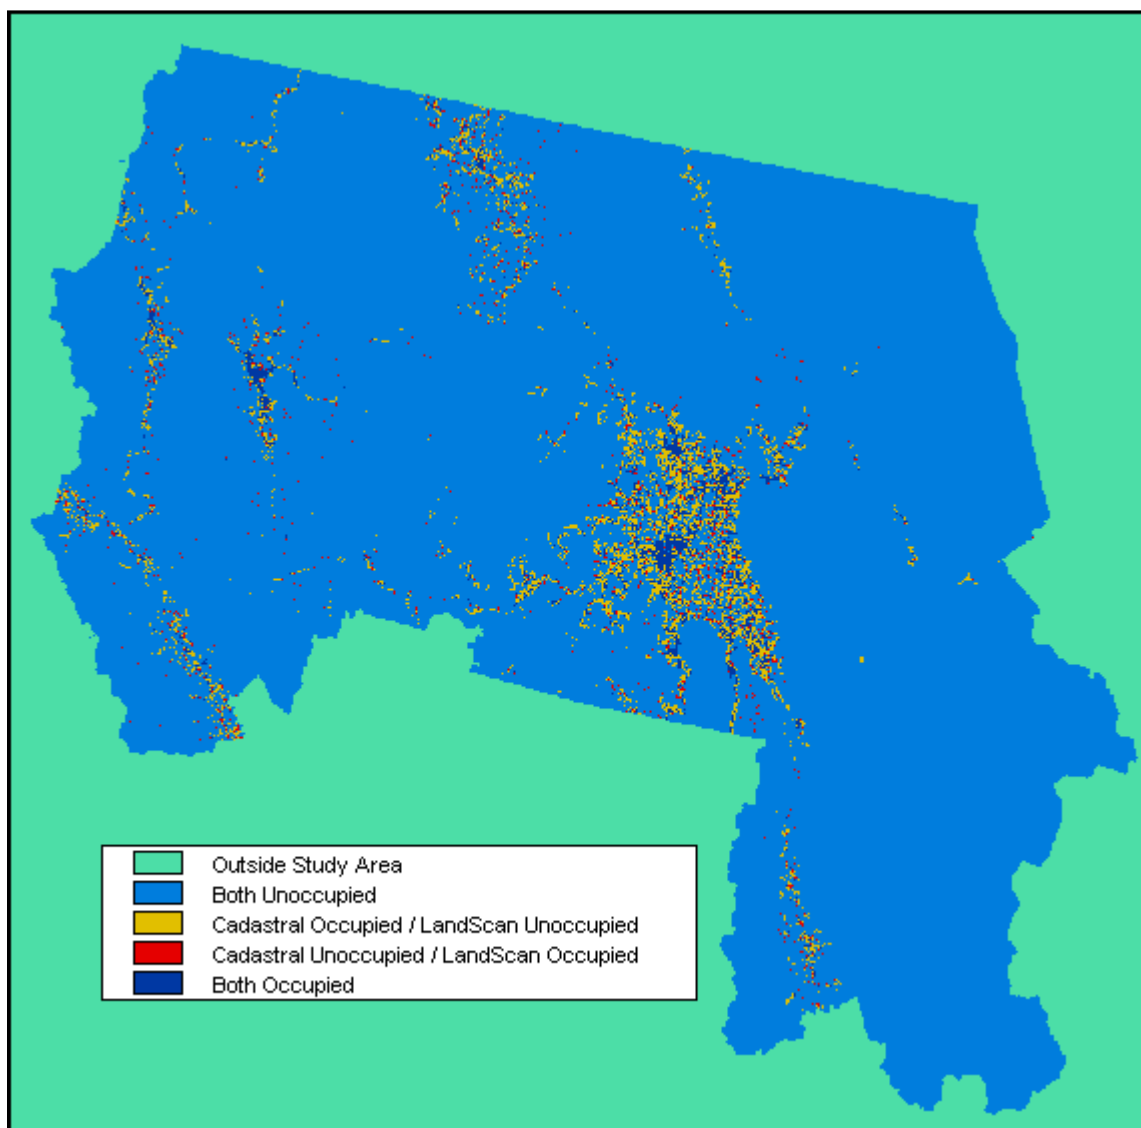 Outside Study Area
Both Unoccupied
Cadastral Occupied / LandScan Unoccupied
Cadastral Unoccupied / LandScan Occupied
Both Occupied